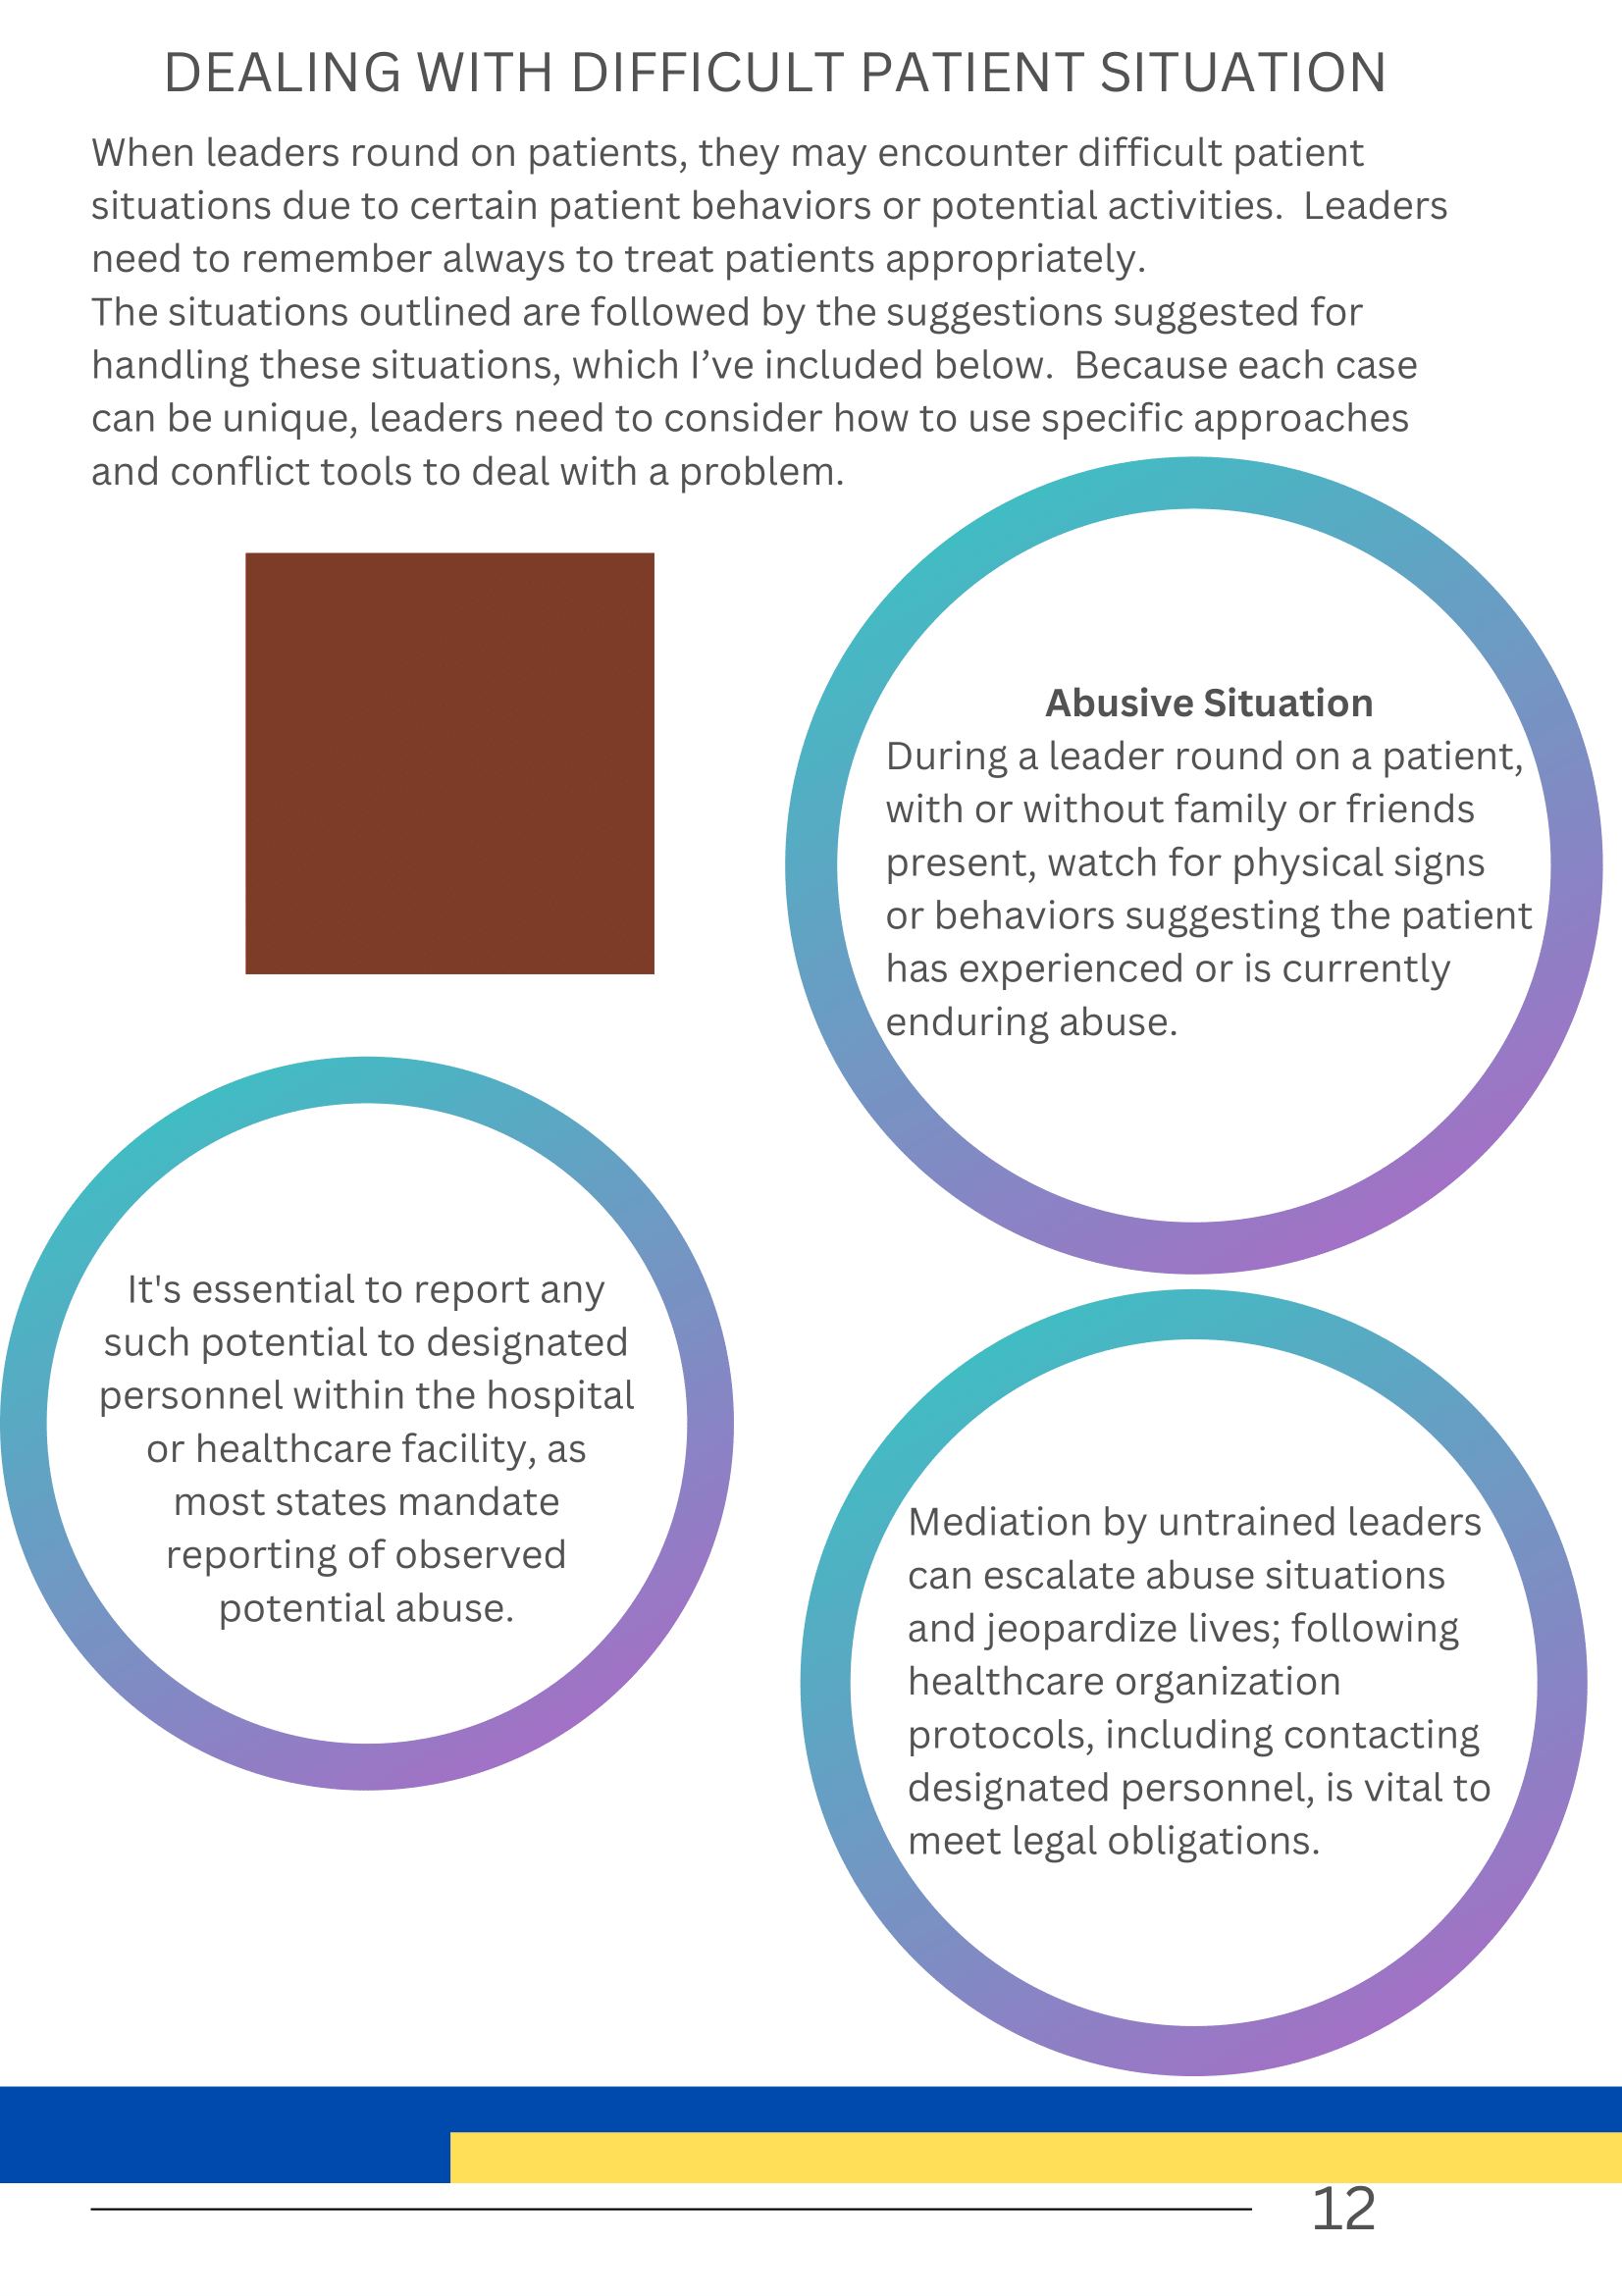 DEALING WITH DIFFICULT PATIENT SITUATION
When leaders round on patients, they may encounter difficult patient
situations due to certain patient behaviors or potential activities.  Leaders
need to remember always to treat patients appropriately.
The situations outlined are followed by the suggestions suggested for
handling these situations, which I’ve included below.  Because each case
can be unique, leaders need to consider how to use specific approaches
and conflict tools to deal with a problem.
Abusive Situation
During a leader round on a patient,
with or without family or friends
present, watch for physical signs
or behaviors suggesting the patient
has experienced or is currently
enduring abuse.
It's essential to report any
such potential to designated
personnel within the hospital
or healthcare facility, as
most states mandate
reporting of observed
potential abuse.
Mediation by untrained leaders
can escalate abuse situations
and jeopardize lives; following
healthcare organization
protocols, including contacting
designated personnel, is vital to
meet legal obligations.
12